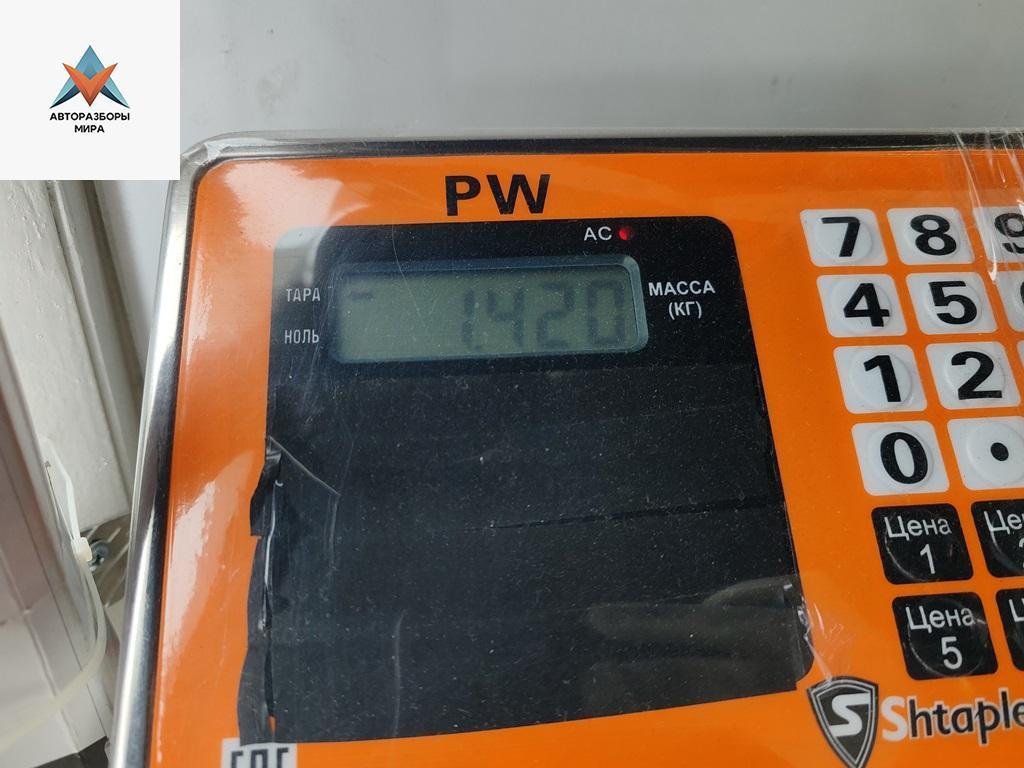 АВТОРАЗБОРЫ
МИРА
PW
AC
ТАРА
НОЛЬ
1.420
МАССА
(КГ)
7 8 9
4 5
1 2
0 .
Цена
1
Цена
5
S
Shtaple